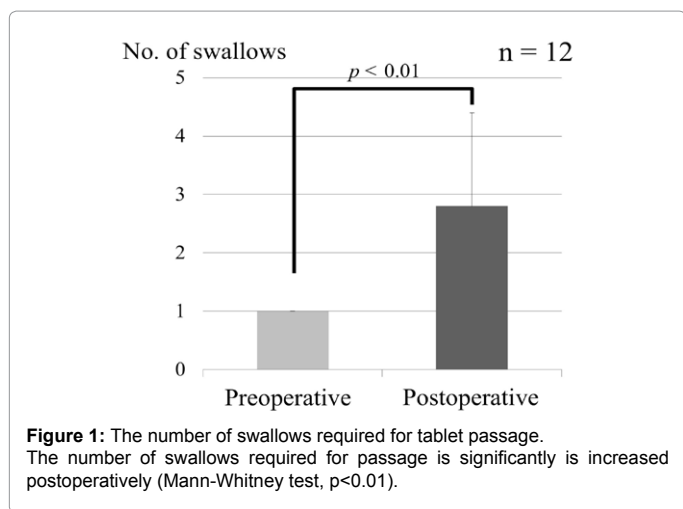 No. of swallows
n = 12
p < 0.01
5
4
3
2
1
0
Preoperative
Postoperative
Figure 1: The number of swallows required for tablet passage.
The number of swallows required for passage is significantly is increased
postoperatively (Mann-Whitney test, p<0.01).